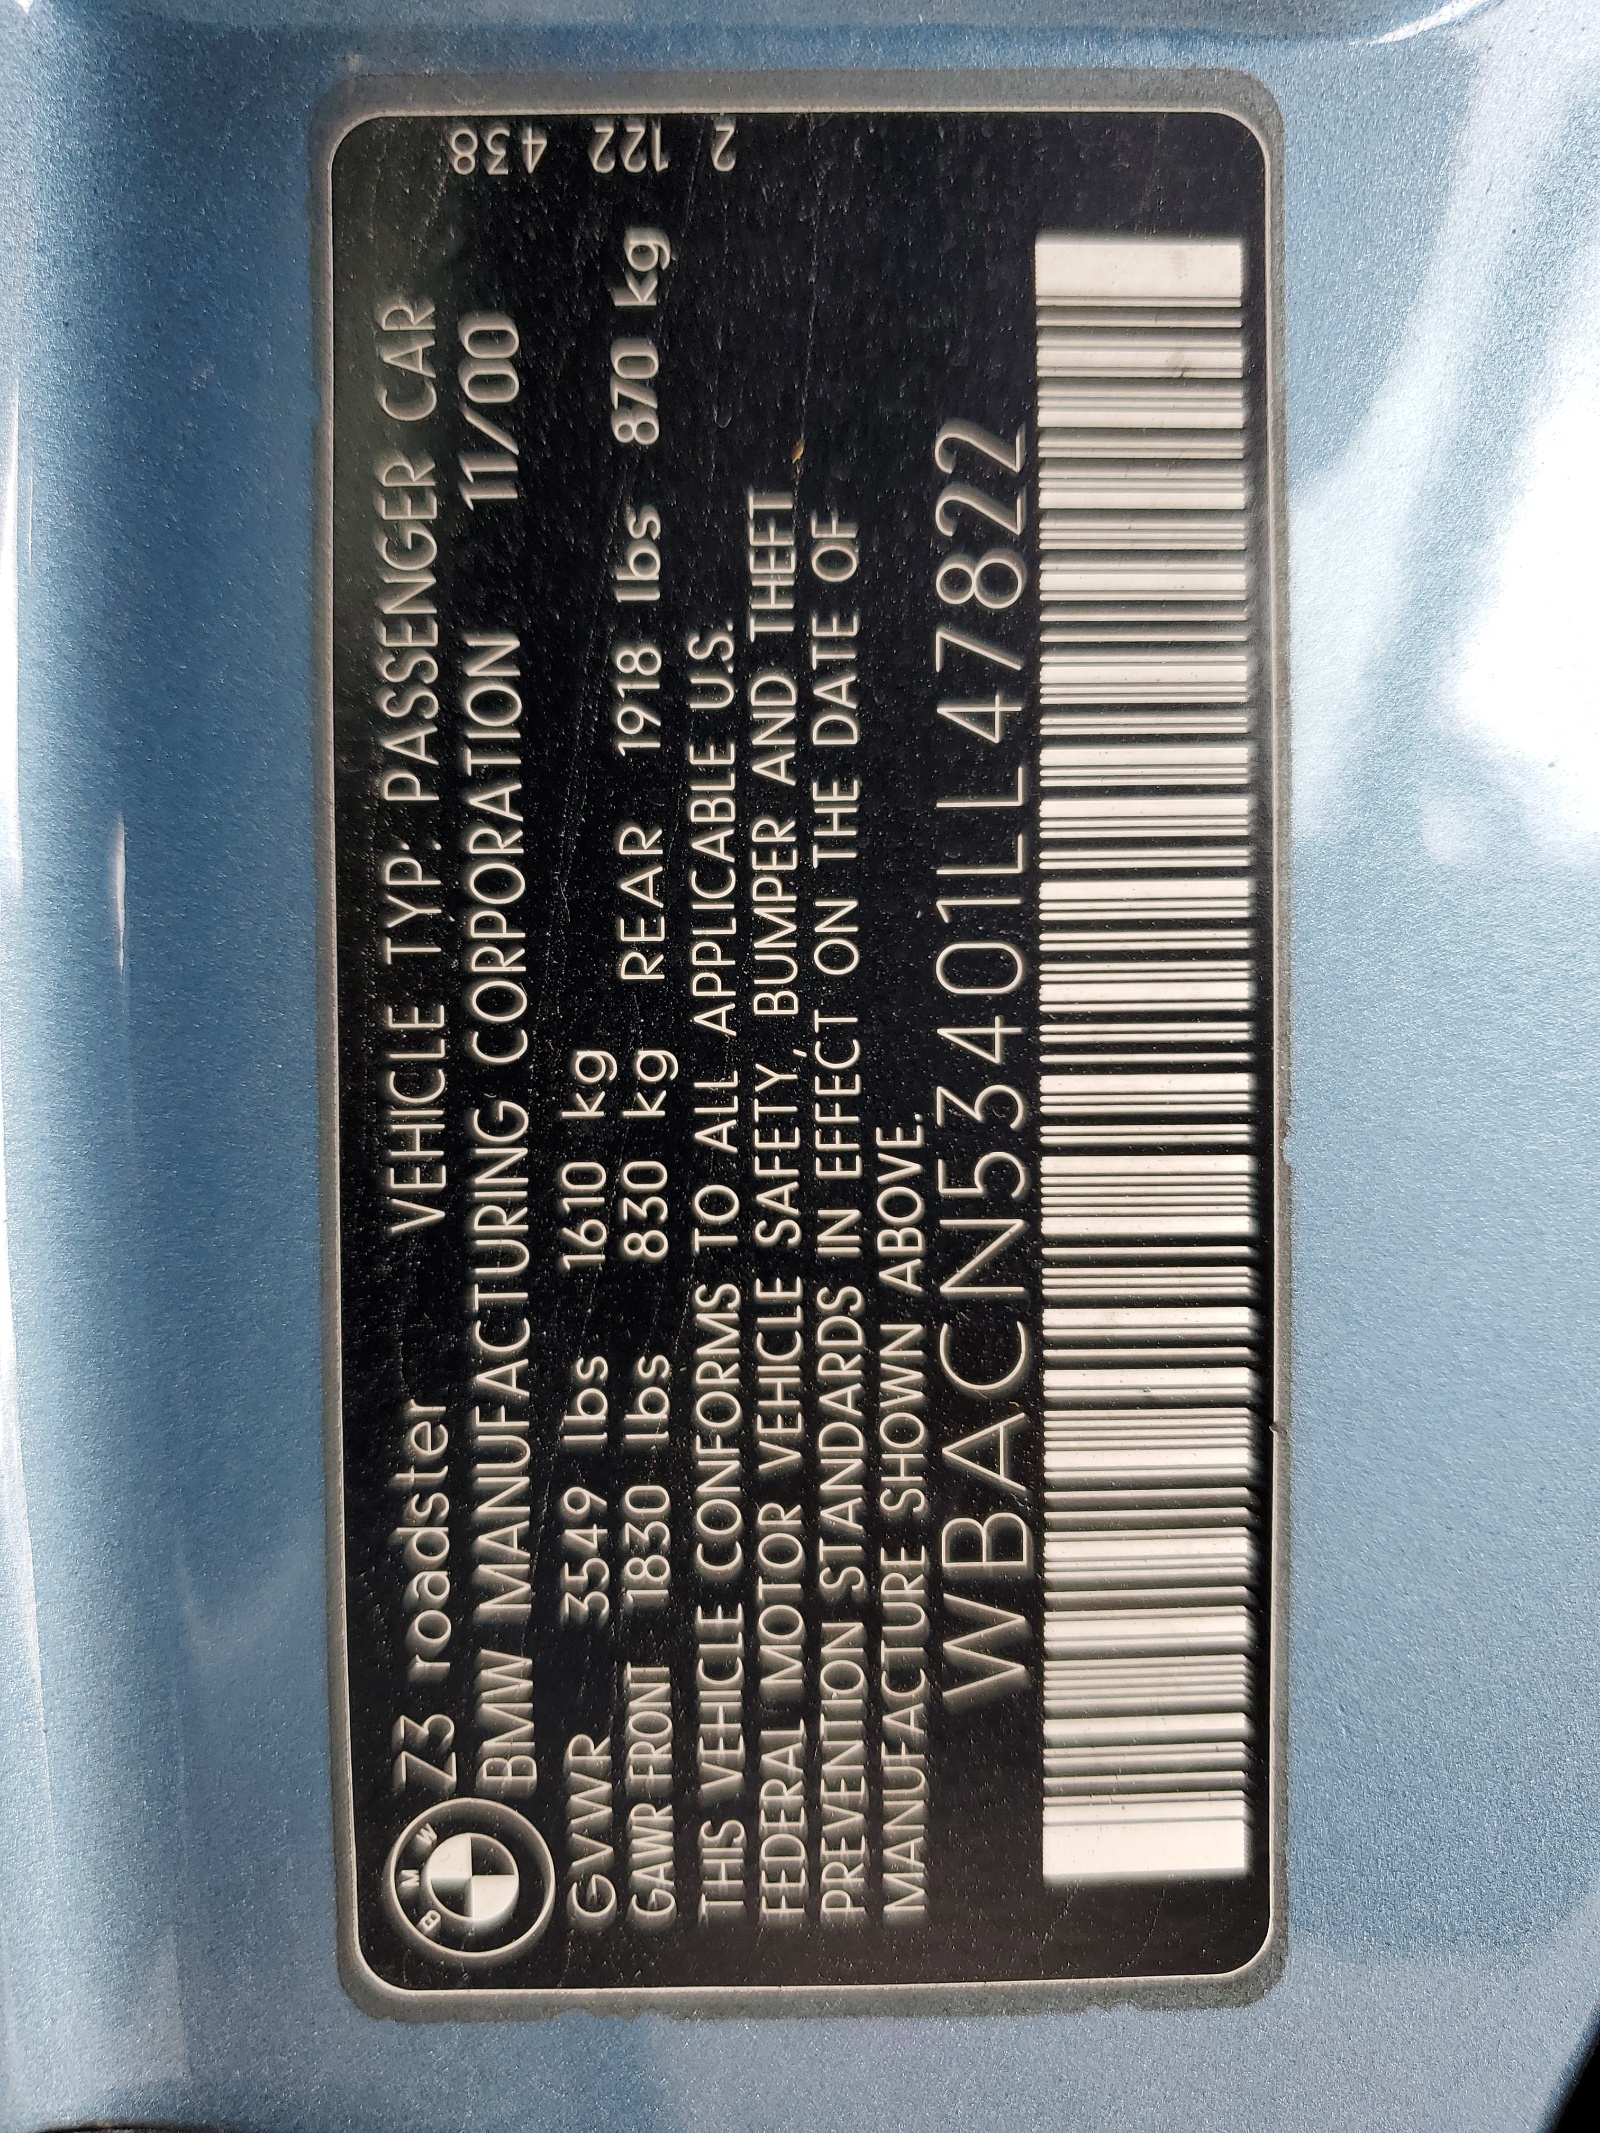 BMW
Z3 roadster VEHICLE TYP: PASSENGER CAR
BMW MANUFACTURING CORPORATION 11/00
GVWR 3549 lbs 1610 kg
GAWR FRONT 1830 lbs 830 kg REAR 1918 lbs 870 kg
THIS VEHICLE CONFORMS TO ALL APPLICABLE U.S.
FEDERAL MOTOR VEHICLE SAFETY, BUMPER AND THEFT
PREVENTION STANDARDS IN EFFECT ON THE DATE OF
MANUFACTURE SHOWN ABOVE.
WBACN53401LL47822
2 122 438